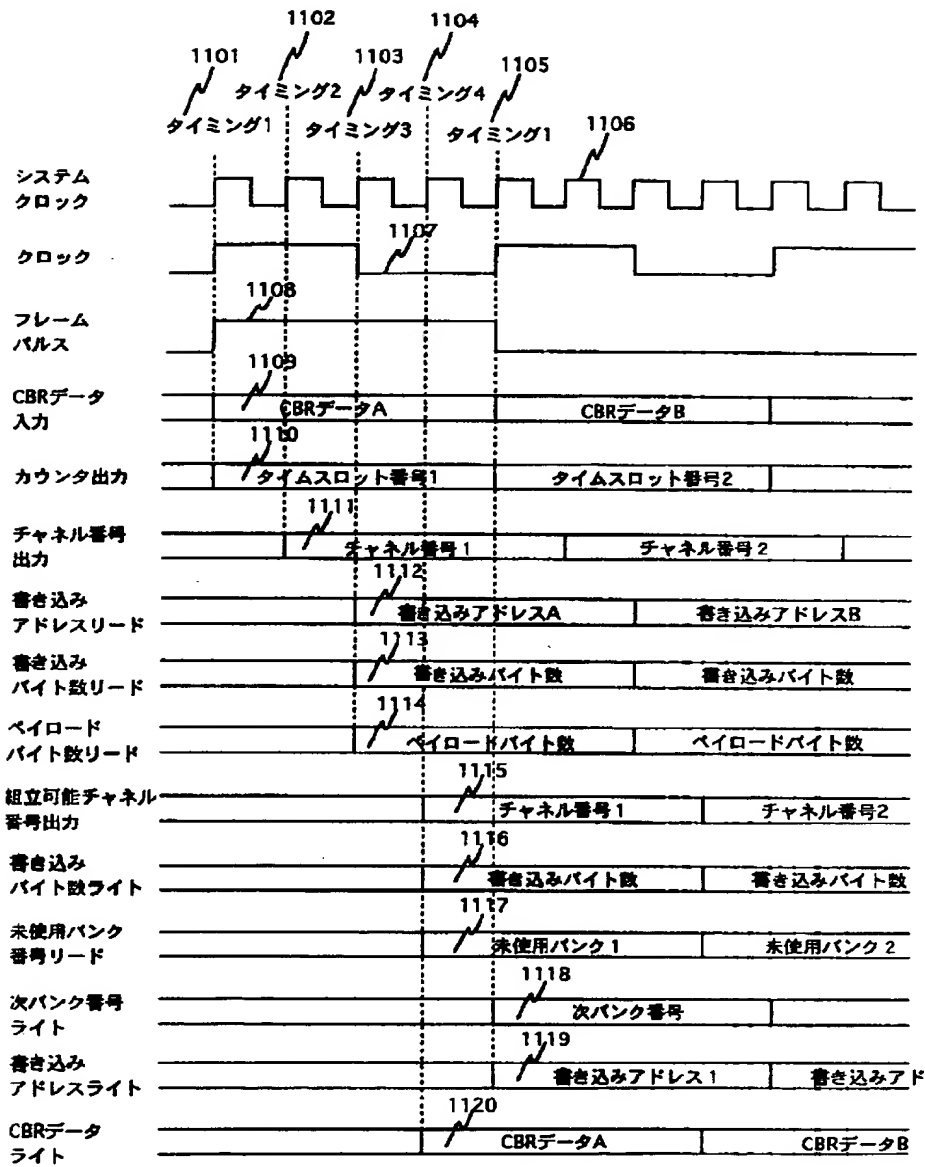 1102
1104
1101
1103
1105
タイミング2
タイミング4
タイミング1
タイミング3
タイミング1
1106
システム
クロック
クロック
1107
フレーム
パルス
1108
CBRデータ
入力
1109
CBRデータA
CBRデータB
カウンタ出力
1110
タイムスロット番号1
タイムスロット番号2
チャネル番号
出力
1111
チャネル番号1
チャネル番号2
書き込み
アドレスリード
1112
書き込みアドレスA
書き込みアドレスB
書き込み
バイト数リード
1113
書き込みバイト数
書き込みバイト数
ペイロード
バイト数リード
1114
ペイロードバイト数
ペイロードバイト数
組立可能チャネル
番号出力
1115
チャネル番号1
チャネル番号2
書き込み
バイト数ライト
1116
書き込みバイト数
書き込みバイト数
未使用バンク
番号リード
1117
未使用バンク1
未使用バンク2
次バンク番号
ライト
1118
次バンク番号
書き込み
アドレスライト
1119
書き込みアドレス1
書き込みアド
CBRデータ
ライト
1120
CBRデータA
CBRデータB